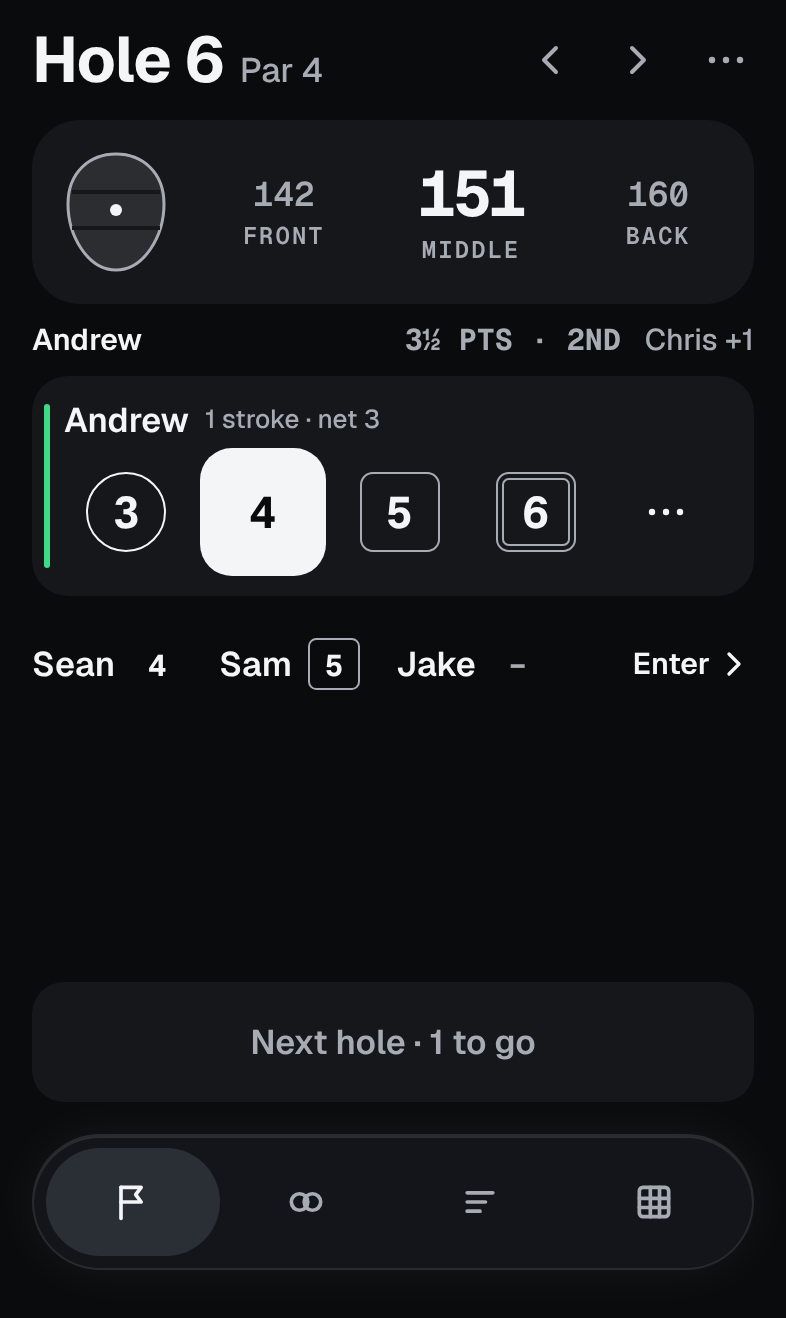 Hole 6 Par 4
142 151 160
FRONT MIDDLE BACK
Andrew 3½ PTS · 2ND Chris +1
Andrew 1 stroke · net 3
3 4 5 6
Sean 4 Sam 5 Jake – Enter
Next hole · 1 to go